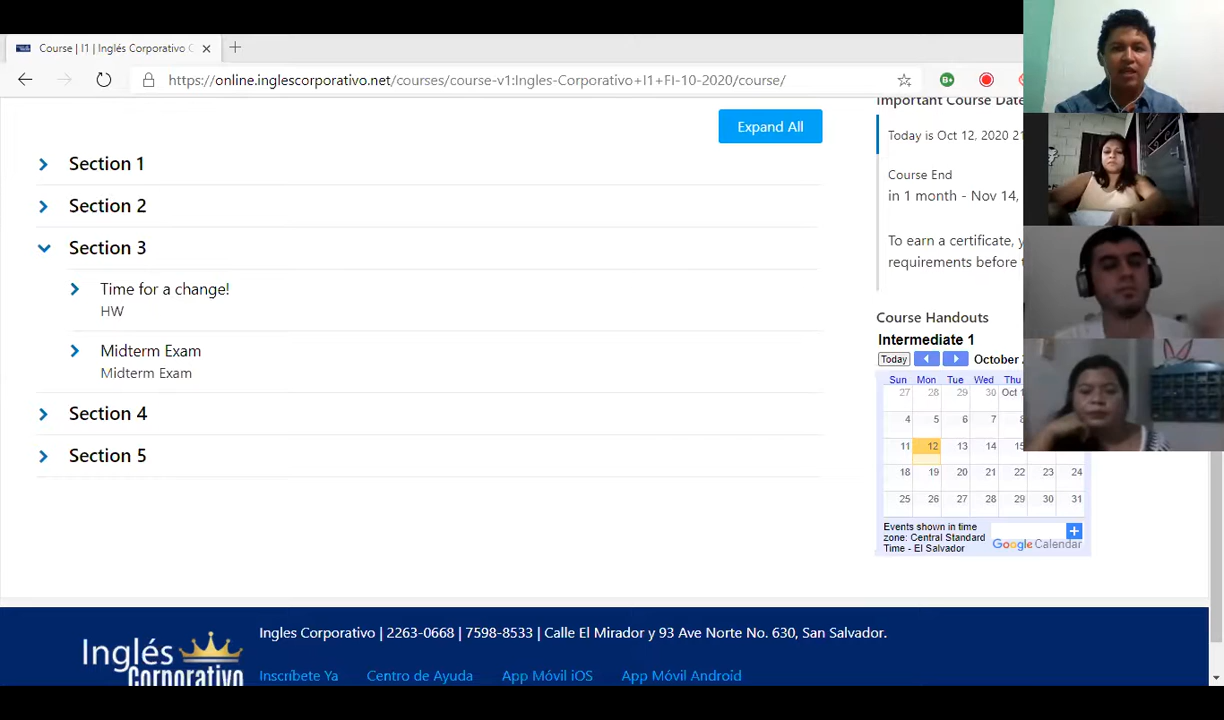 Course | I1 | Inglés Corporativo C
https://online.inglescorporativo.net/courses/course-v1:Ingles-Corporativo+I1+FI-10-2020/course/
Expand All
Section 1
Section 2
Section 3
Time for a change!
HW
Midterm Exam
Midterm Exam
Section 4
Section 5
Important Course Date
Today is Oct 12, 2020 21
Course End
in 1 month - Nov 14,
To earn a certificate, y
requirements before
Course Handouts
Intermediate 1
Today October
Sun Mon Tue Wed Thu
27 28 29 30 Oct 1
4 5 6 7 8
11 12 13 14 15
18 19 20 21 22 23 24
25 26 27 28 29 30 31
Events shown in time
zone: Central Standard
Time - El Salvador
Google Calendar
Inglés
Corporativo
Ingles Corporativo | 2263-0668 | 7598-8533 | Calle El Mirador y 93 Ave Norte No. 630, San Salvador.
Inscríbete Ya Centro de Ayuda App Móvil iOS App Móvil Android